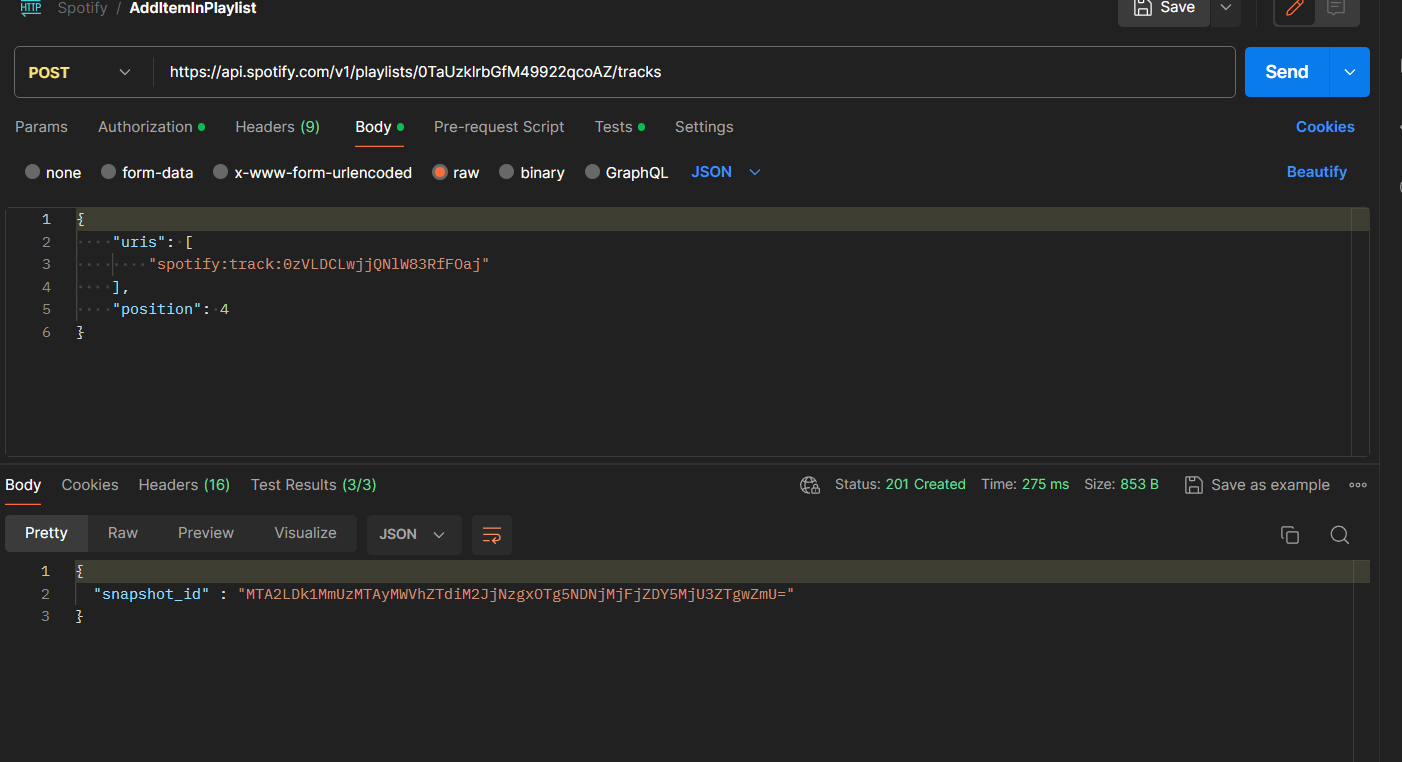 HTTP Spotify / AddItemInPlaylist Save
POST https://api.spotify.com/v1/playlists/0TaUzklrbGfM49922qcoAZ/tracks Send
Params Authorization Headers (9) Body Pre-request Script Tests Settings Cookies
none form-data x-www-form-urlencoded raw binary GraphQL JSON Beautify
1 {
2 "uris": [
3 "spotify:track:0zVLDCLwjjQNlW83RfFOaj"
4 ],
5 "position": 4
6 }
Body Cookies Headers (16) Test Results (3/3) Status: 201 Created Time: 275 ms Size: 853 B Save as example
Pretty Raw Preview Visualize JSON
1 {
2 "snapshot_id" : "MTA2LDk1MmUzMTAyMWVhZTdiM2JjNzgxOTg5NDNjMjFjZDY5MjU3ZTgwZmU="
3 }